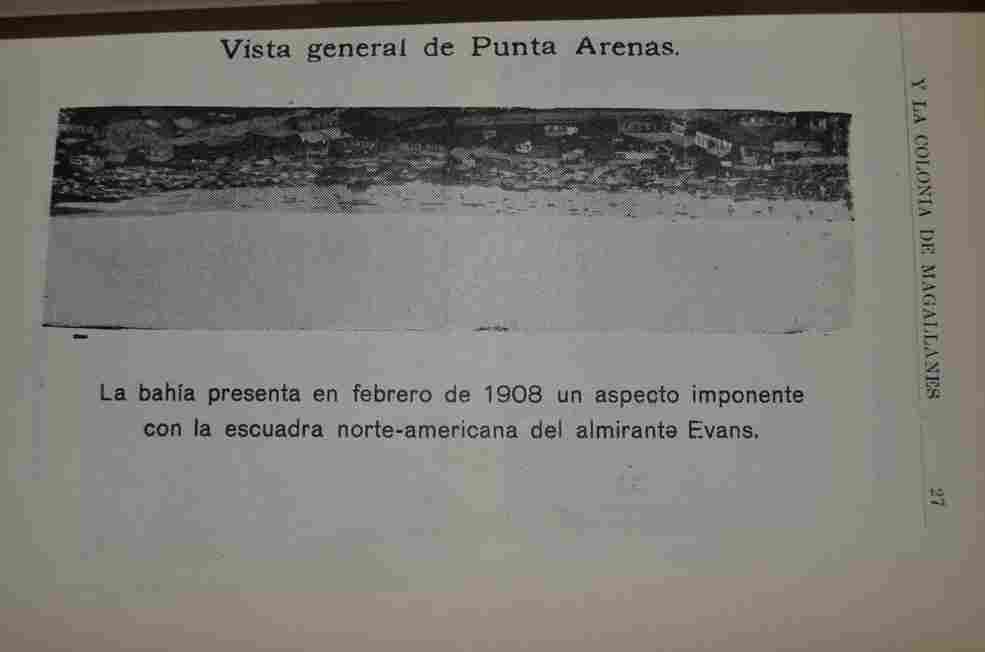 Vista general de Punta Arenas.
La bahía presenta en febrero de 1908 un aspecto imponente
con la escuadra norte-americana del almirante Evans.
Y LA COLONIA DE MAGALLANES
27